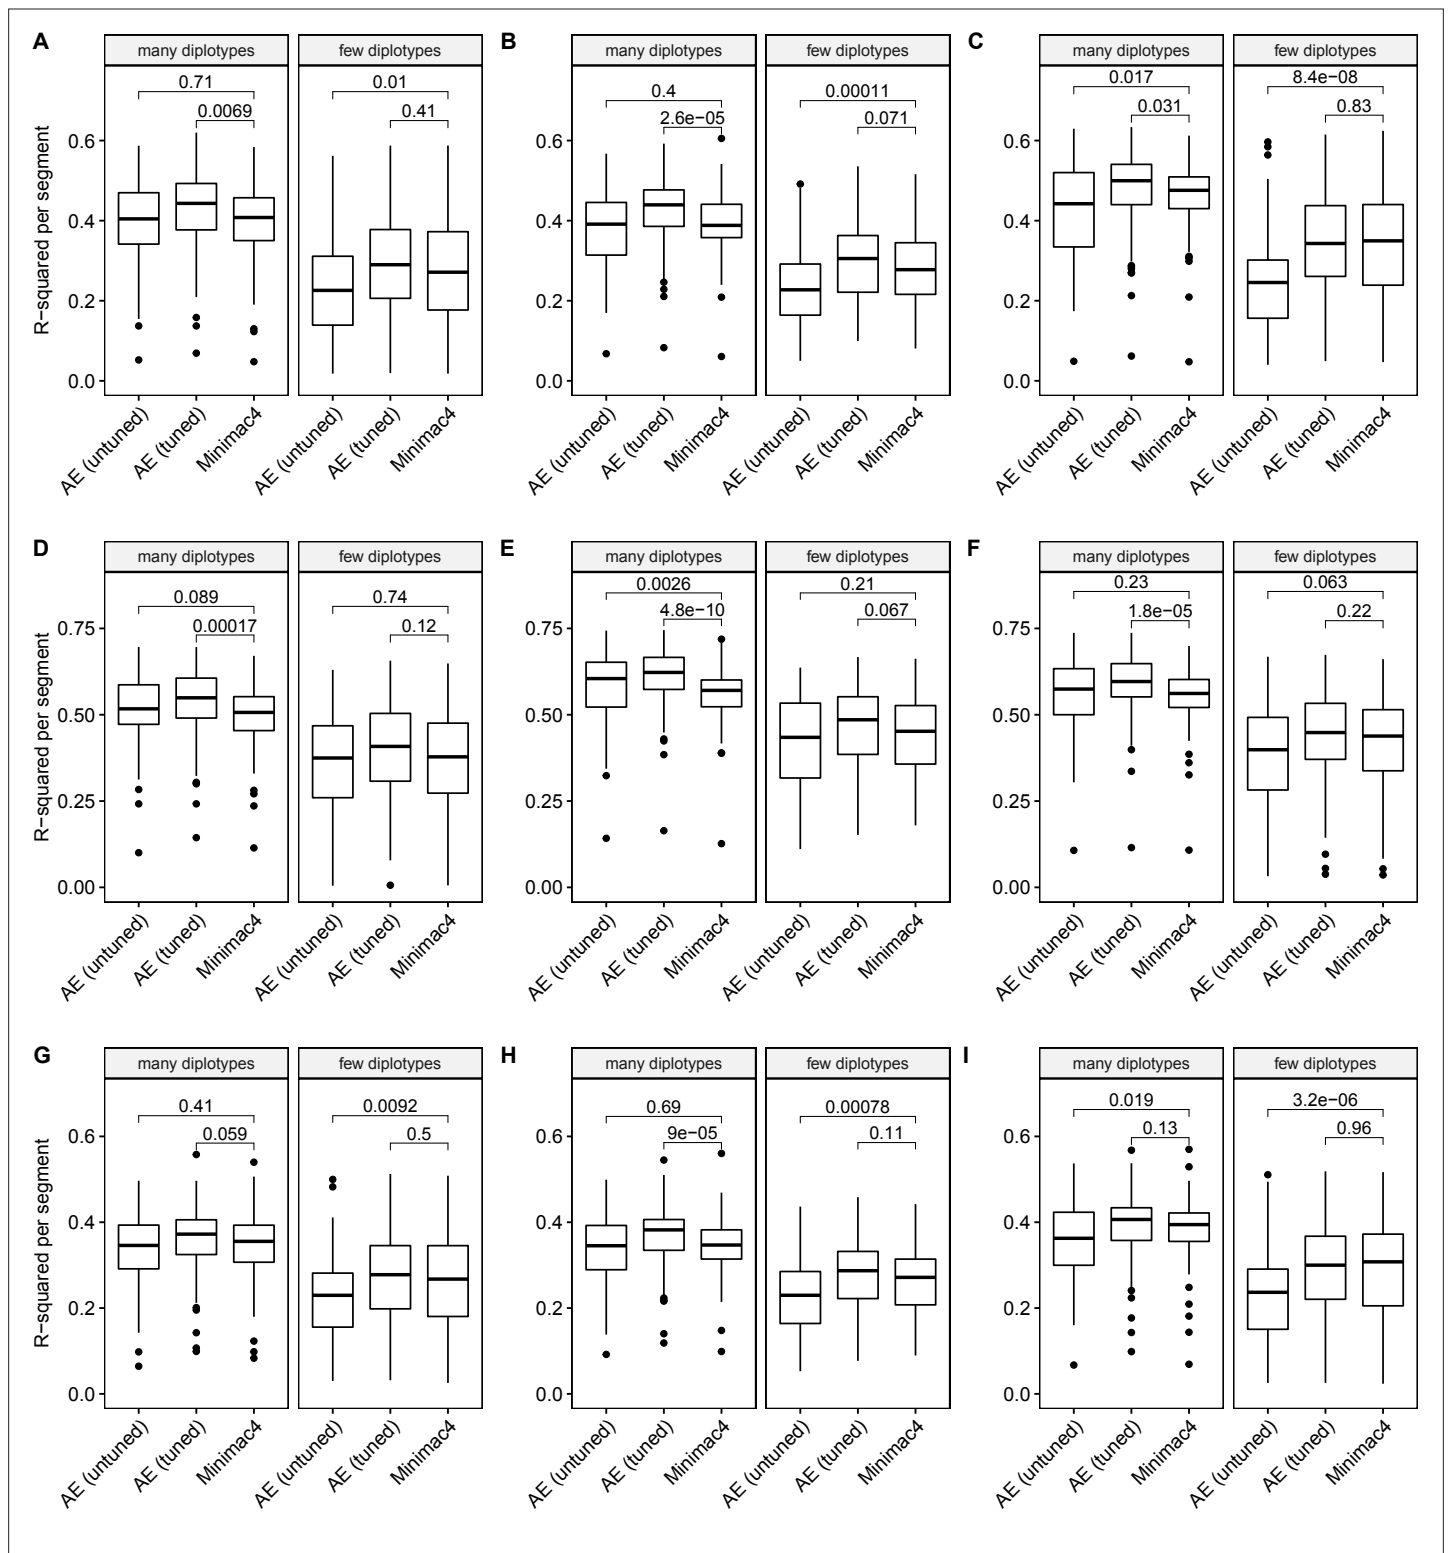 A
many diplotypes
few diplotypes
R−squared per segment
0.6
0.4
0.2
0.0
0.71
0.0069
0.01
0.41
AE (untuned)
AE (tuned)
Minimac4
AE (untuned)
AE (tuned)
Minimac4
B
many diplotypes
few diplotypes
0.6
0.4
0.2
0.0
0.4
2.6e−05
0.00011
0.071
AE (untuned)
AE (tuned)
Minimac4
AE (untuned)
AE (tuned)
Minimac4
C
many diplotypes
few diplotypes
0.6
0.4
0.2
0.0
0.017
0.031
8.4e−08
0.83
AE (untuned)
AE (tuned)
Minimac4
AE (untuned)
AE (tuned)
Minimac4
D
many diplotypes
few diplotypes
R−squared per segment
0.75
0.50
0.25
0.00
0.089
0.00017
0.74
0.12
AE (untuned)
AE (tuned)
Minimac4
AE (untuned)
AE (tuned)
Minimac4
E
many diplotypes
few diplotypes
0.75
0.50
0.25
0.00
0.0026
4.8e−10
0.21
0.067
AE (untuned)
AE (tuned)
Minimac4
AE (untuned)
AE (tuned)
Minimac4
F
many diplotypes
few diplotypes
0.75
0.50
0.25
0.00
0.23
1.8e−05
0.063
0.22
AE (untuned)
AE (tuned)
Minimac4
AE (untuned)
AE (tuned)
Minimac4
G
many diplotypes
few diplotypes
R−squared per segment
0.6
0.4
0.2
0.0
0.41
0.059
0.0092
0.5
AE (untuned)
AE (tuned)
Minimac4
AE (untuned)
AE (tuned)
Minimac4
H
many diplotypes
few diplotypes
0.6
0.4
0.2
0.0
0.69
9e−05
0.00078
0.11
AE (untuned)
AE (tuned)
Minimac4
AE (untuned)
AE (tuned)
Minimac4
I
many diplotypes
few diplotypes
0.6
0.4
0.2
0.0
0.019
0.13
3.2e−06
0.96
AE (untuned)
AE (tuned)
Minimac4
AE (untuned)
AE (tuned)
Minimac4